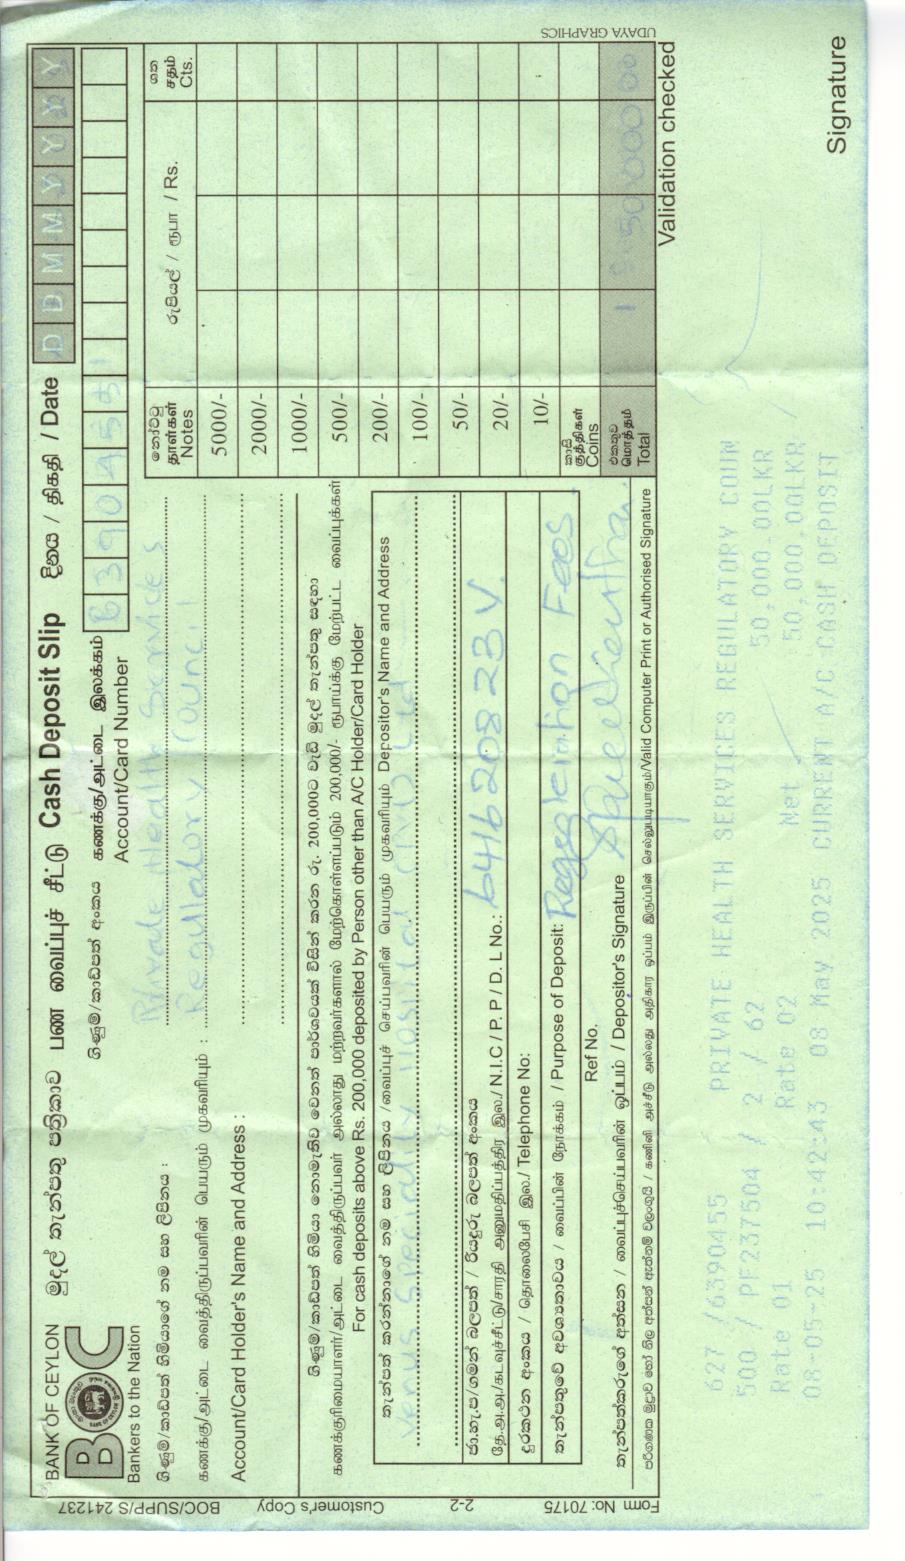 BANK OF CEYLON
BOC
Bankers to the Nation
මුදල් තැන්පතු පත්‍රිකාව பண வைப்புச் சீட்டு Cash Deposit Slip
දිනය / திகதி / Date D D M M Y Y Y Y
ගිණුම්/කාඩ්පත් අංකය கணக்கு/அட்டை இலக்கம்
Account/Card Number 6390455
ගිණුම්/කාඩ්පත් හිමියාගේ නම සහ ලිපිනය : Private Health Services
கணக்கு/அட்டை வைத்திருப்பவரின் பெயரும் முகவரியும் : Regulatory Council
Account/Card Holder's Name and Address :
ගිණුම්/කාඩ්පත් හිමියා නොමැතිව වෙනත් පාර්ශවයක් විසින් කරන රු. 200,000ට වැඩි මුදල් තැන්පතු සඳහා
கணக்குரிமையாளர்/அட்டை வைத்திருப்பவர் அல்லாது மற்றவர்களால் மேற்கொள்ளப்படும் 200,000/- ரூபாய்க்கு மேற்பட்ட வைப்புக்கள்
For cash deposits above Rs. 200,000 deposited by Person other than A/C Holder/Card Holder
තැන්පත් කරන්නාගේ නම සහ ලිපිනය /வைப்புச் செய்பவரின் பெயரும் முகவரியும் Depositor's Name and Address
Venus Speciality Hospital (Pvt) Ltd
ජා.හැ.ප/ගමන් බලපත් / රියදුරු බලපත් අංකය
தே.அ.அ./கடவுச்சீட்டு/சாரதி அனுமதிப்பத்திர இல./ N.I.C / P. P / D. L No.: 641620823V.
දුරකථන අංකය / தொலைபேசி இல./ Telephone No:
තැන්පතුවේ අවශ්‍යතාවය / வைப்பின் நோக்கம் / Purpose of Deposit: Registration Fees.
Ref No.
තැන්පත්කරුගේ අත්සන / வைப்புச்செய்பவரின் ஒப்பம் / Depositor's Signature
පරිගණක මුද්‍රාව හෝ නිල අත්සන් ඇත්නම් වලංගුයි / கணினி அச்சீடு அல்லது அதிகார ஒப்பம் இருப்பின் செல்லுபடியாகும்/Valid Computer Print or Authorised Signature
නෝට්ටු
தாள்கள்
Notes
රුපියල් / ரூபா / Rs.
ශත
சதம்
Cts.
5000/-
2000/-
1000/-
500/-
200/-
100/-
50/-
20/-
10/-
කාසි
குத்திகள்
Coins
එකතුව
மொத்தம்
Total 50000 00
Validation checked
627 /6390455 PRIVATE HEALTH SERVICES REGULATORY COUN
500 / PF237504 / 2 / 62 50,000.00LKR
Rate 01 Rate 02 Net 50,000.00LKR
08-05-25 10:42:43 08 May 2025 CURRENT A/C CASH DEPOSIT
Signature
BOC/SUPP/S 241237
Customer's Copy
2-2
Form No: 70175
UDAYA GRAPHICS